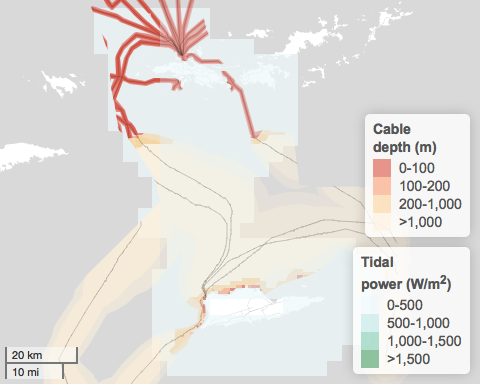 Cable
depth (m)
0-100
100-200
200-1,000
>1,000
Tidal
power (W/m²)
0-500
500-1,000
1,000-1,500
>1,500
20 km
10 mi